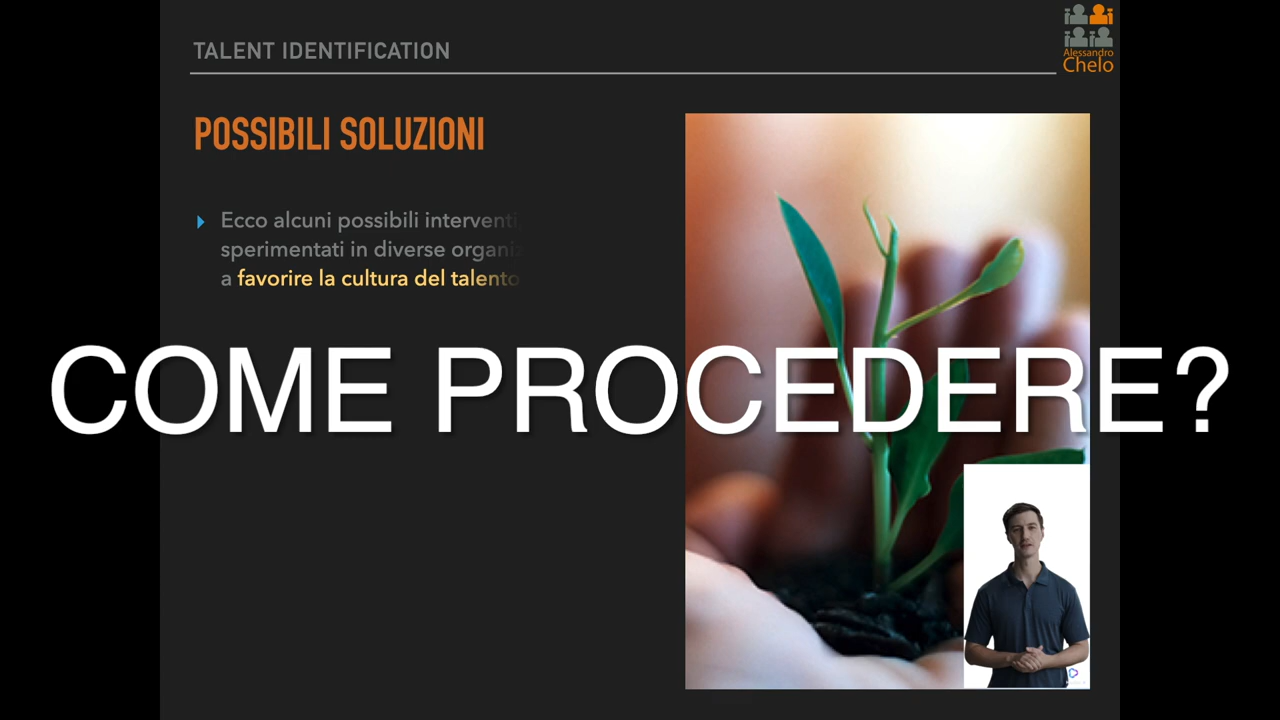 TALENT IDENTIFICATION
Alessandro
Chelo
POSSIBILI SOLUZIONI
Ecco alcuni possibili interventi,
sperimentati in diverse
a favorire la cultura del talento
COME PROCEDERE?